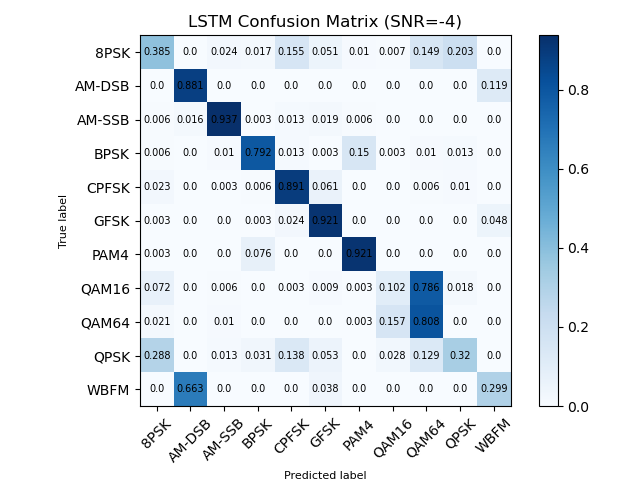 LSTM Confusion Matrix (SNR=-4)
8PSK 0.385 0.0 0.024 0.017 0.155 0.051 0.01 0.007 0.149 0.203 0.0
AM-DSB 0.0 0.881 0.0 0.0 0.0 0.0 0.0 0.0 0.0 0.0 0.119
AM-SSB 0.006 0.016 0.937 0.003 0.013 0.019 0.006 0.0 0.0 0.0 0.0
BPSK 0.006 0.0 0.01 0.792 0.013 0.003 0.15 0.003 0.01 0.013 0.0
CPFSK 0.023 0.0 0.003 0.006 0.891 0.061 0.0 0.0 0.006 0.01 0.0
GFSK 0.003 0.0 0.0 0.003 0.024 0.921 0.0 0.0 0.0 0.0 0.048
PAM4 0.003 0.0 0.0 0.076 0.0 0.0 0.921 0.0 0.0 0.0 0.0
QAM16 0.072 0.0 0.006 0.0 0.003 0.009 0.003 0.102 0.786 0.018 0.0
QAM64 0.021 0.0 0.01 0.0 0.0 0.0 0.003 0.157 0.808 0.0 0.0
QPSK 0.288 0.0 0.013 0.031 0.138 0.053 0.0 0.028 0.129 0.32 0.0
WBFM 0.0 0.663 0.0 0.0 0.0 0.038 0.0 0.0 0.0 0.0 0.299
8PSK AM-DSB AM-SSB BPSK CPFSK GFSK PAM4 QAM16 QAM64 QPSK WBFM
Predicted label
True label
0.8
0.6
0.4
0.2
0.0